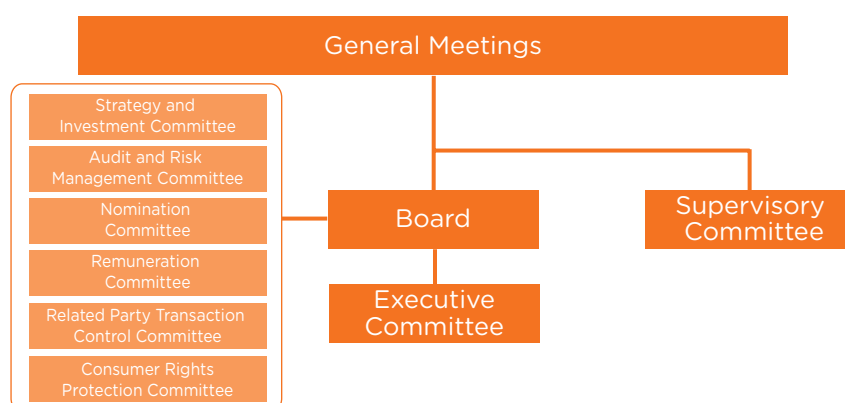 General Meetings
Strategy and
Investment Committee
Audit and Risk
Management Committee
Nomination
Committee
Remuneration
Committee
Related Party Transaction
Control Committee
Consumer Rights
Protection Committee
Board
Executive
Committee
Supervisory
Committee